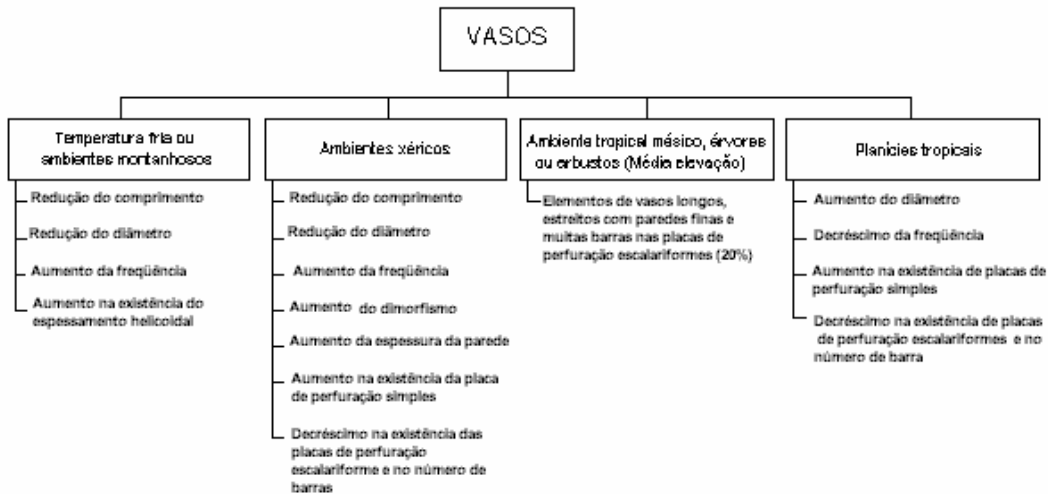 VASOS
Temperatura fria ou
ambientes montanhosos
Redução do comprimento
Redução do diâmetro
Aumento da freqüência
Aumento na existência do
espessamento helicoidal
Ambientes xéricos
Redução do comprimento
Redução do diâmetro
Aumento da freqüência
Aumento do dimorfismo
Aumento da espessura da parede
Aumento na existência da placa
de perfuração simples
Decréscimo na existência das
placas de perfuração
escalariforme e no número de
barras
Ambiente tropical mésico, árvores
ou arbustos (Média elevação)
Elementos de vasos longos,
estreitos com paredes finas e
muitas barras nas placas de
perfuração escalariformes (20%)
Planícies tropicais
Aumento do diâmetro
Decréscimo da freqüência
Aumento na existência de placas de
perfuração simples
Decréscimo na existência de placas
de perfuração escalariformes e no
número de barra